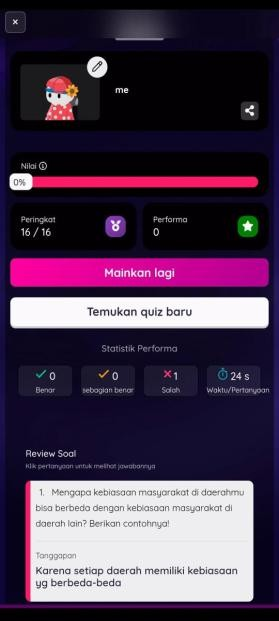 me
Nilai
0%
Peringkat
16 / 16
Performa
0
Mainkan lagi
Temukan quiz baru
Statistik Performa
0
Benar
0
sebagian benar
1
Salah
24 s
Waktu/Pertanyaan
Review Soal
Klik pertanyaan untuk melihat jawabannya
1. Mengapa kebiasaan masyarakat di daerahmu
bisa berbeda dengan kebiasaan masyarakat di
daerah lain? Berikan contohnya!
Tanggapan
Karena setiap daerah memiliki kebiasaan
yg berbeda-beda